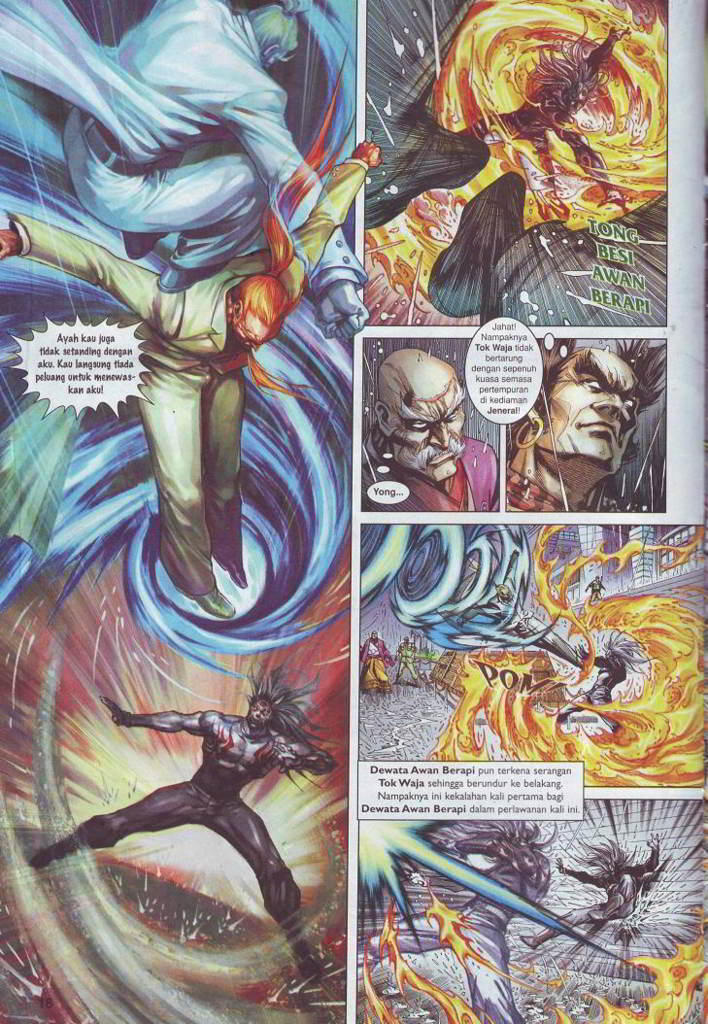 Ayah kau juga
tidak setanding dengan
aku. Kau langsung tiada
peluang untuk menewas-
kan aku!
TONG
BESI
AWAN
BERAPI
Jahat!
Nampaknya
Tok Waja tidak
bertarung
dengan sepenuh
kuasa semasa
pertempuran
di kediaman
Jeneral!
Yong...
PON
Dewata Awan Berapi pun terkena serangan
Tok Waja sehingga berundur ke belakang.
Nampaknya ini kekalahan kali pertama bagi
Dewata Awan Berapi dalam perlawanan kali ini.
16